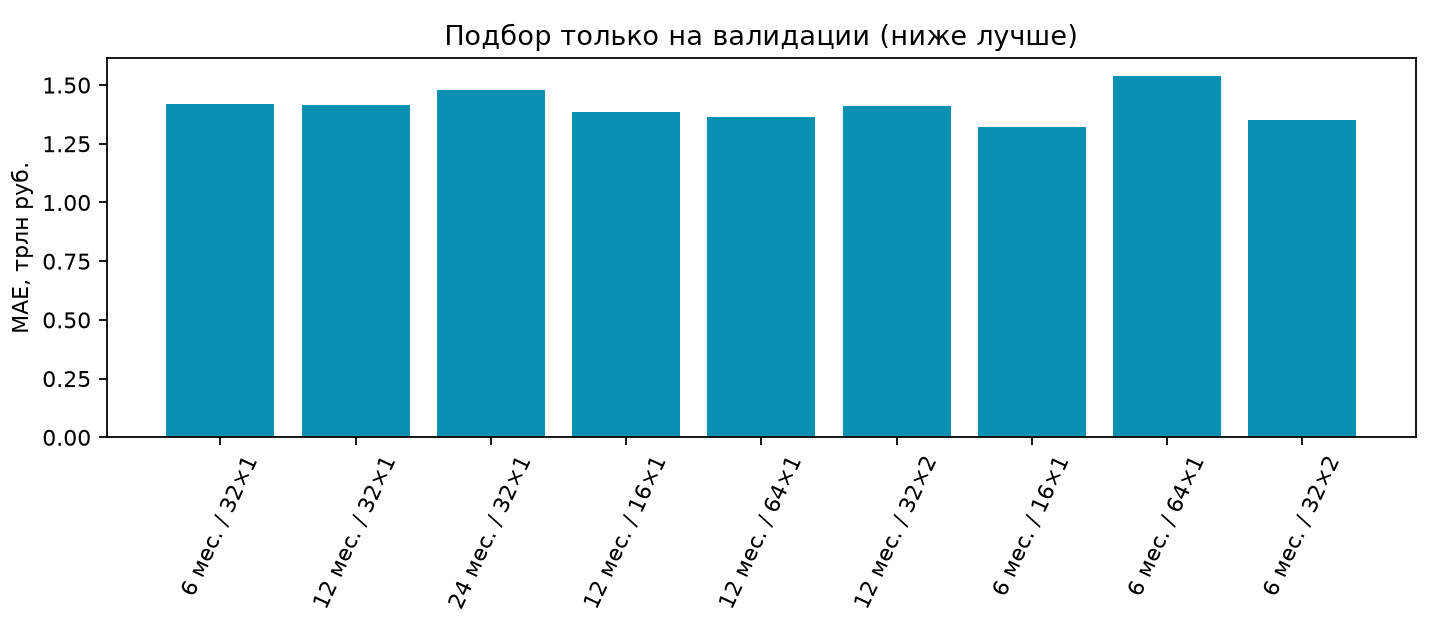 Подбор только на валидации (ниже лучше)
MAE, трлн руб.
1.50
1.25
1.00
0.75
0.50
0.25
0.00
6 мес. / 32×1
12 мес. / 32×1
24 мес. / 32×1
12 мес. / 16×1
12 мес. / 64×1
12 мес. / 32×2
6 мес. / 16×1
6 мес. / 64×1
6 мес. / 32×2